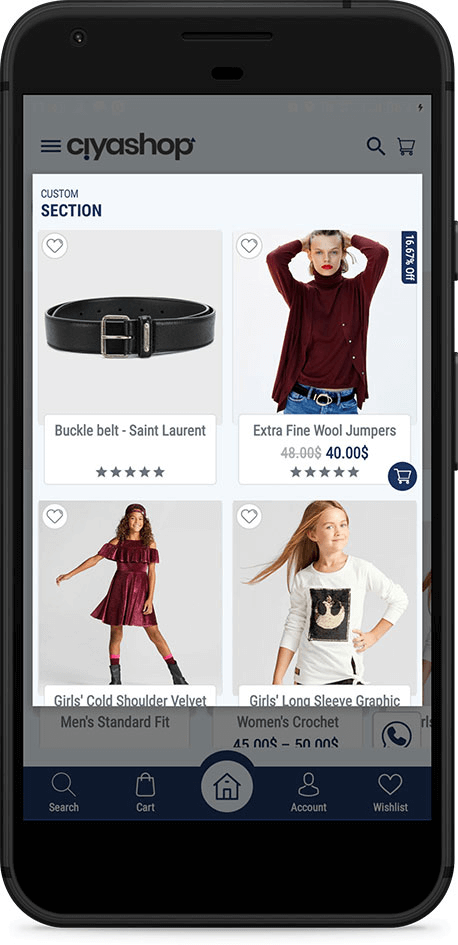 ciyashop
CUSTOM
SECTION
16.67% Off
Buckle belt - Saint Laurent
Extra Fine Wool Jumpers
48.00$ 40.00$
Girls' Cold Shoulder Velvet
Girls' Long Sleeve Graphic
Men's Standard Fit
Women's Crochet
45.00$ – 50.00$
Search
Cart
Account
Wishlist